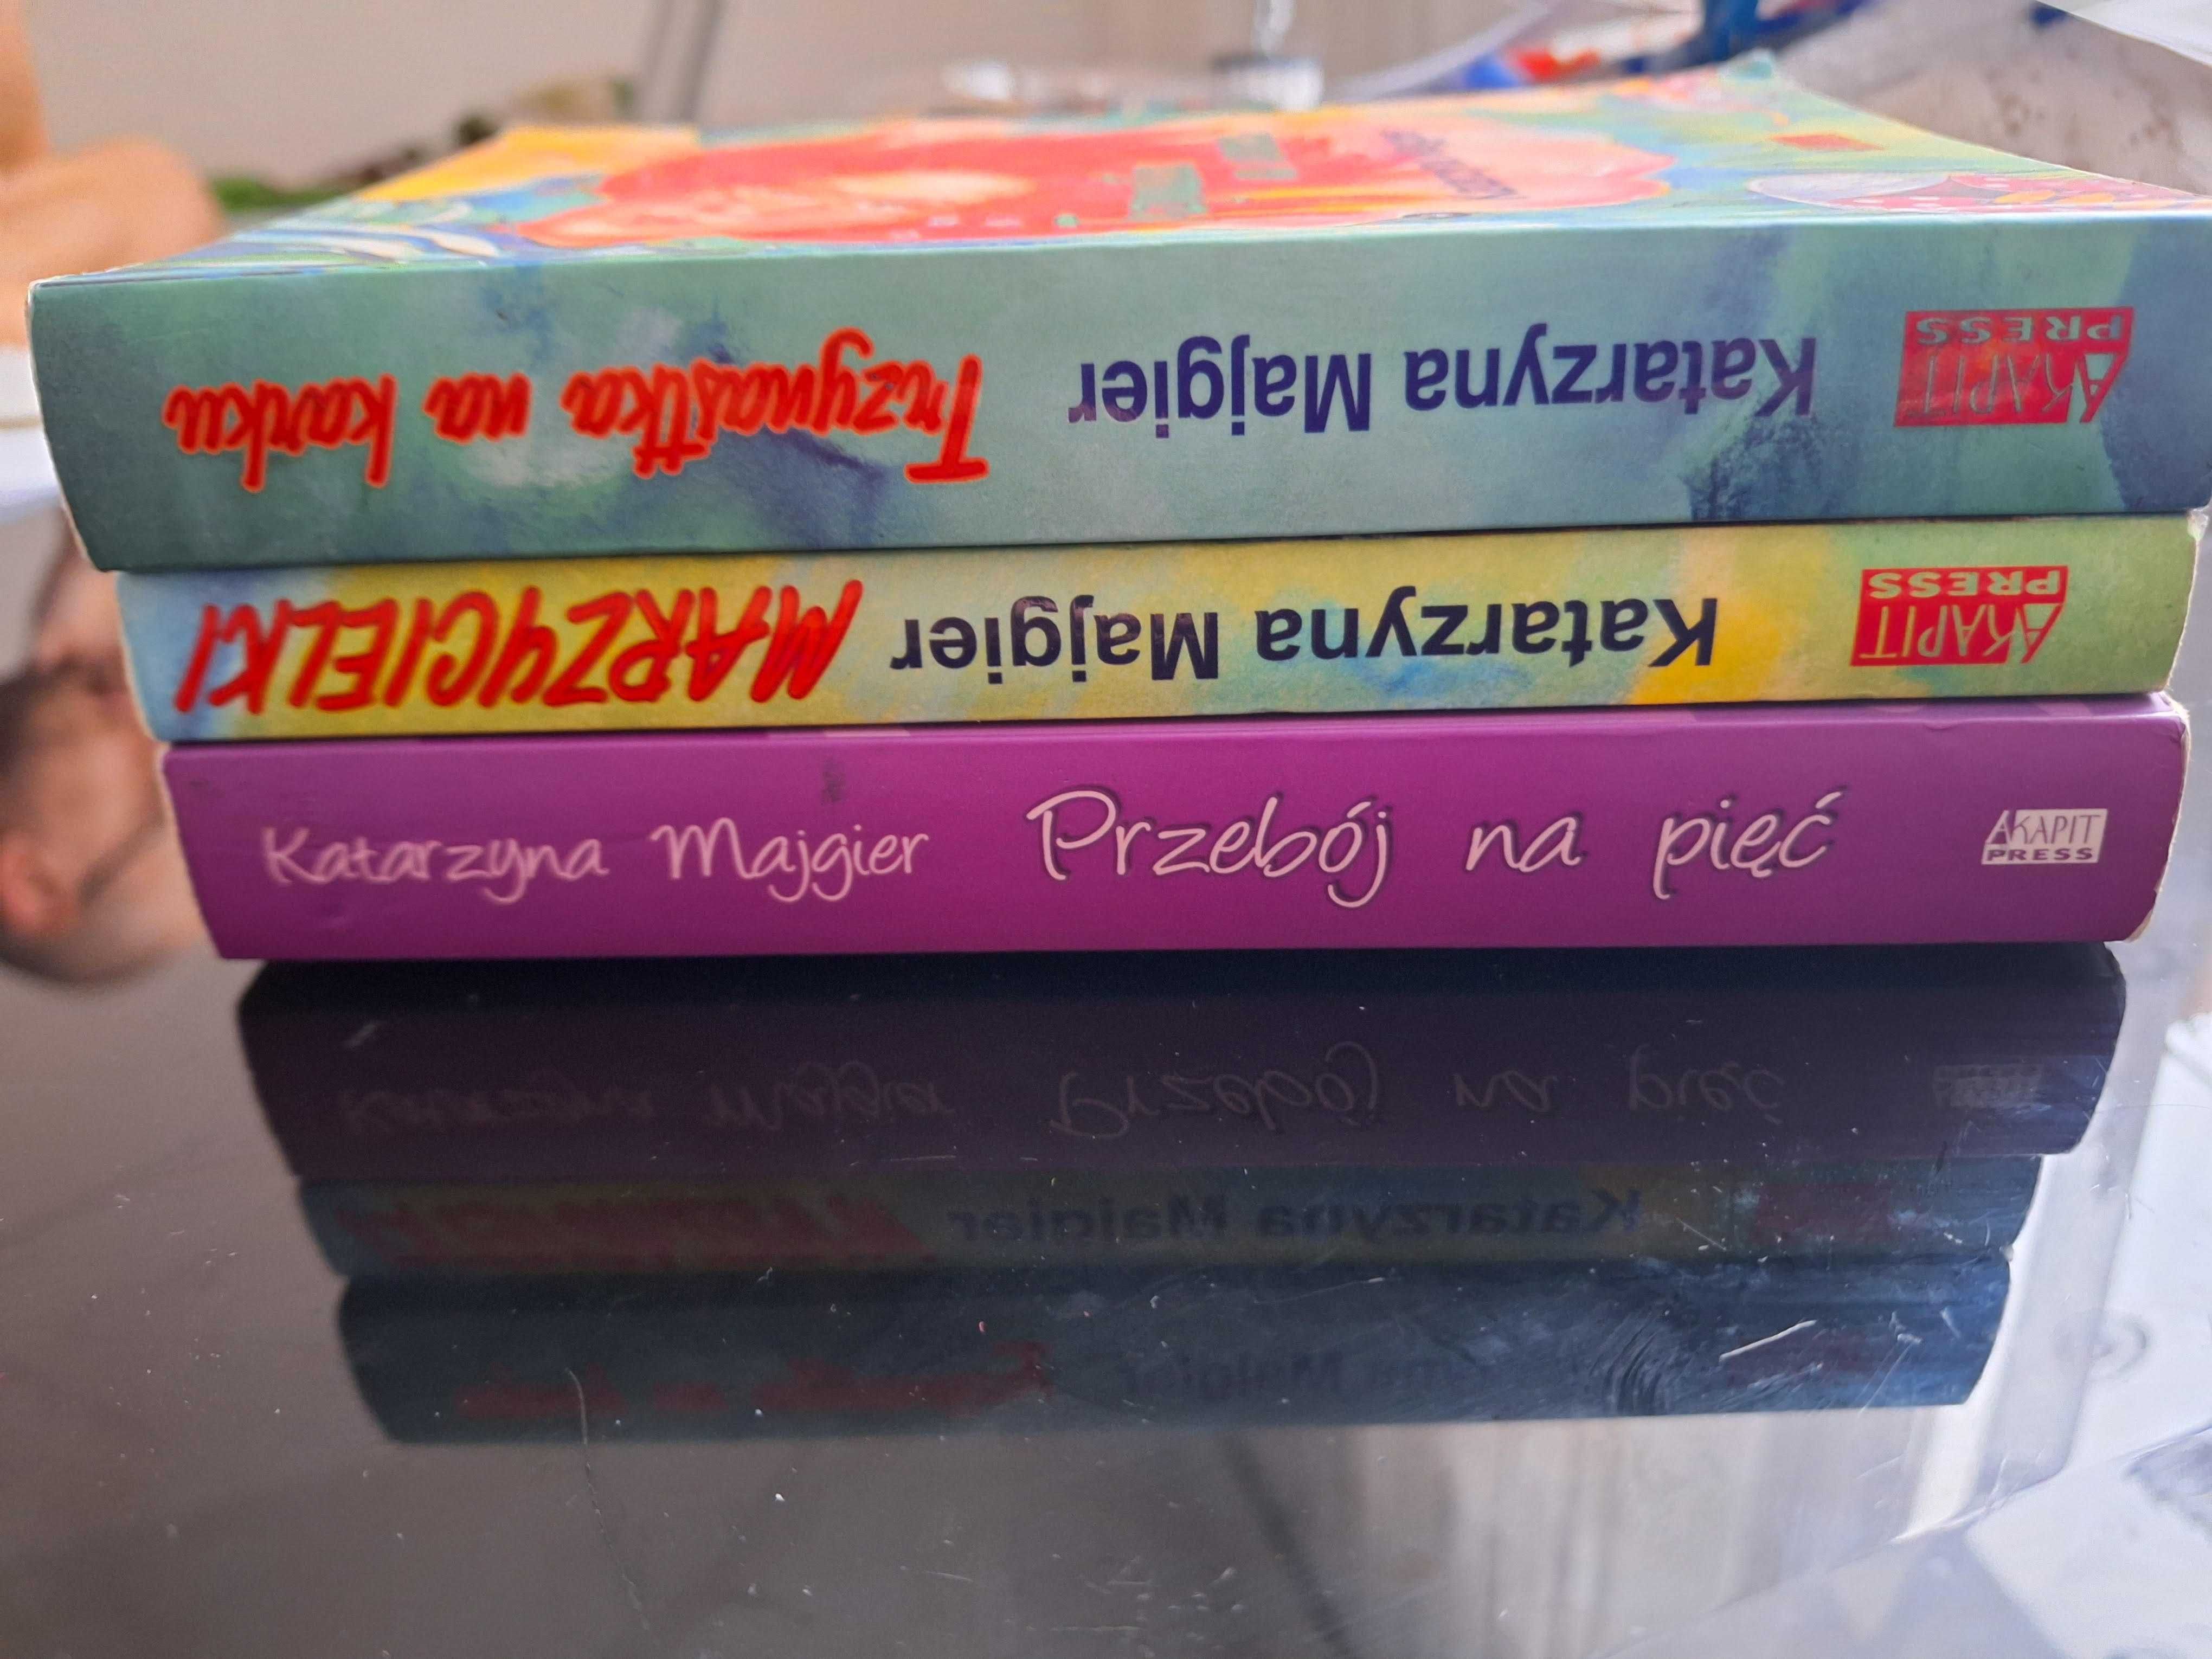 Katarzyna Majgier Trzynastka na karku
AKAPIT
PRESS
Katarzyna Majgier MARZYCIELKI
AKAPIT
PRESS
Katarzyna Majgier Przebój na pięć
AKAPIT
PRESS